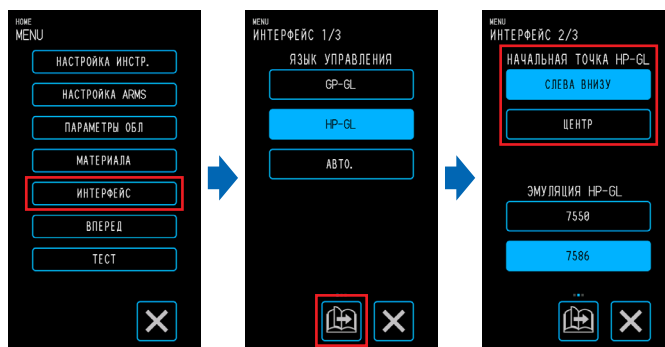 HOME
MENU
НАСТРОЙКА ИНСТР.
НАСТРОЙКА ARMS
ПАРАМЕТРЫ ОБЛ
МАТЕРИАЛА
ИНТЕРФЕЙС
ВПЕРЕД
ТЕСТ
MENU
ИНТЕРФЕЙС 1/3
ЯЗЫК УПРАВЛЕНИЯ
GP-GL
HP-GL
АВТО.
MENU
ИНТЕРФЕЙС 2/3
НАЧАЛЬНАЯ ТОЧКА HP-GL
СЛЕВА ВНИЗУ
ЦЕНТР
ЭМУЛЯЦИЯ HP-GL
7550
7586